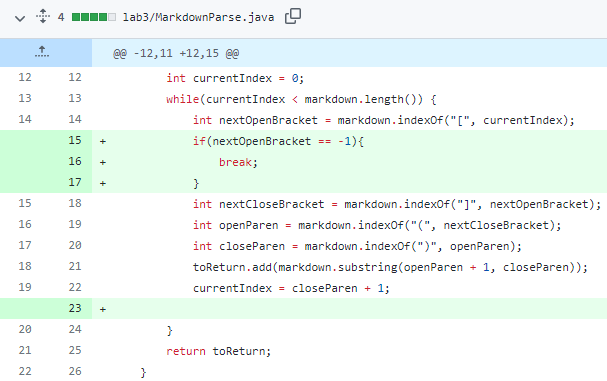 4 lab3/MarkdownParse.java
@@ -12,11 +12,15 @@
12 12 int currentIndex = 0;
13 13 while(currentIndex < markdown.length()) {
14 14 int nextOpenBracket = markdown.indexOf("[", currentIndex);
15 + if(nextOpenBracket == -1){
16 + break;
17 + }
15 18 int nextCloseBracket = markdown.indexOf("]", nextOpenBracket);
16 19 int openParen = markdown.indexOf("(", nextCloseBracket);
17 20 int closeParen = markdown.indexOf(")", openParen);
18 21 toReturn.add(markdown.substring(openParen + 1, closeParen));
19 22 currentIndex = closeParen + 1;
23 +
20 24 }
21 25 return toReturn;
22 26 }